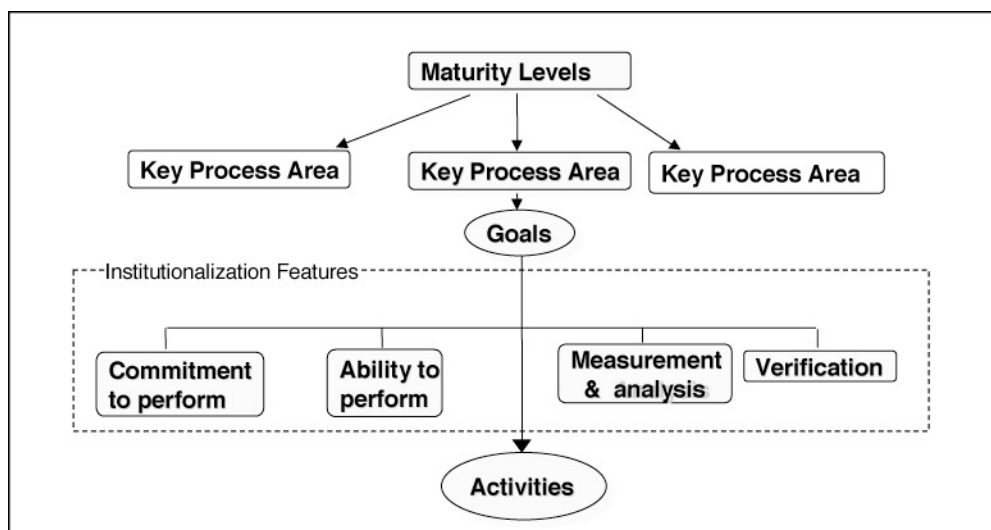 Maturity Levels
Key Process Area
Key Process Area
Key Process Area
Goals
Institutionalization Features
Commitment
to perform
Ability to
perform
Measurement
& analysis
Verification
Activities